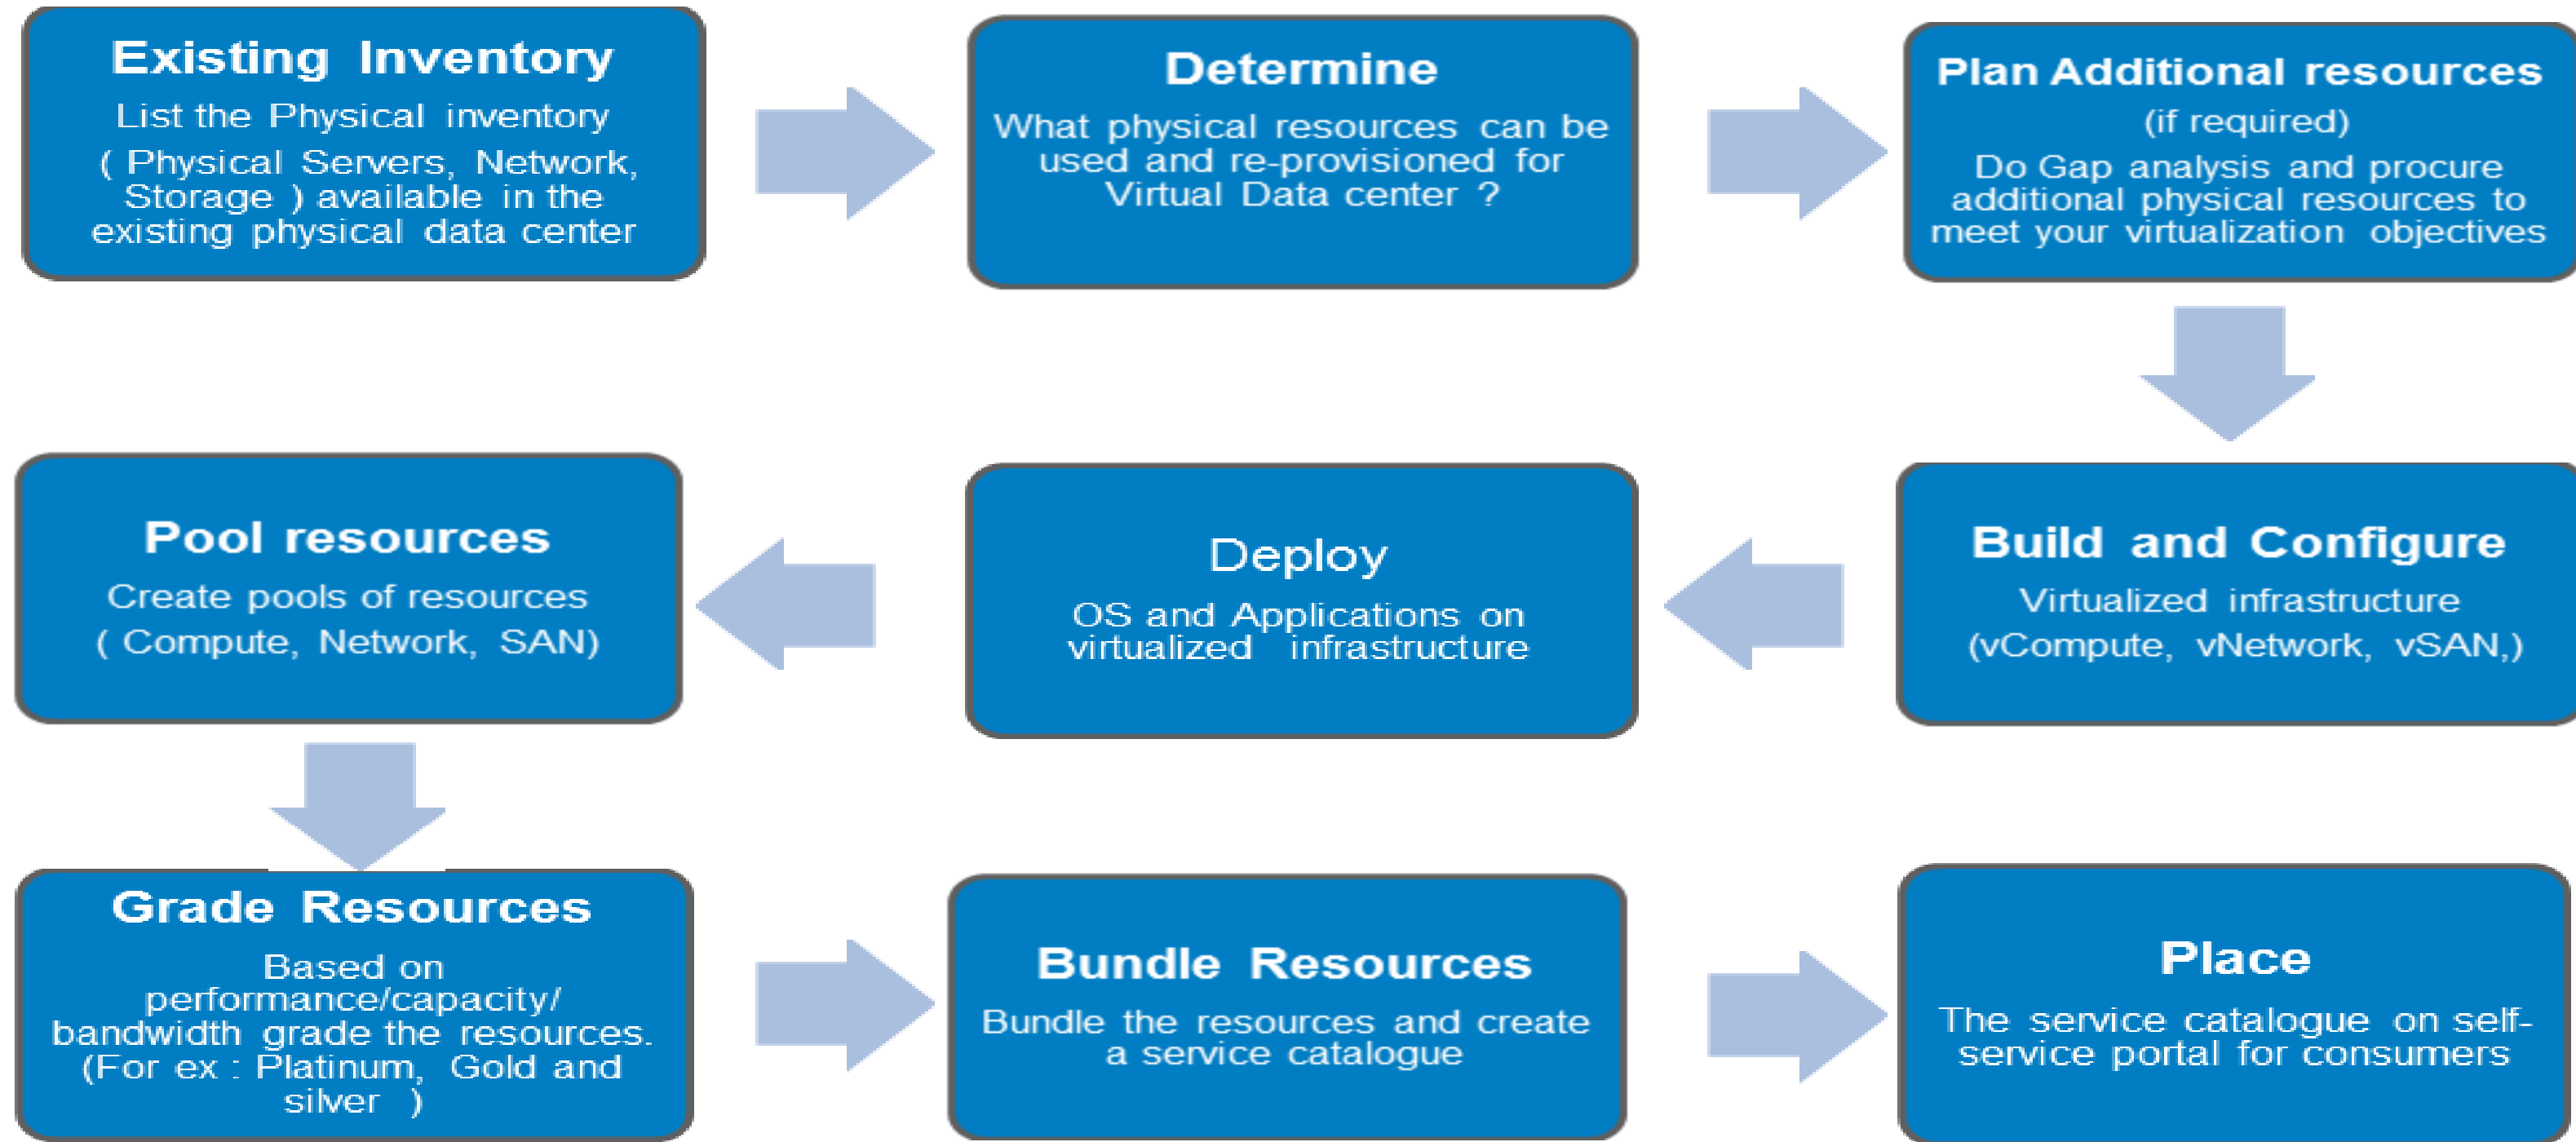 Existing Inventory
List the Physical inventory
( Physical Servers, Network,
Storage ) available in the
existing physical data center
Determine
What physical resources can be
used and re-provisioned for
Virtual Data center ?
Plan Additional resources
(if required)
Do Gap analysis and procure
additional physical resources to
meet your virtualization objectives
Build and Configure
Virtualized infrastructure
(vCompute, vNetwork, vSAN,)
Deploy
OS and Applications on
virtualized infrastructure
Pool resources
Create pools of resources
( Compute, Network, SAN)
Grade Resources
Based on
performance/capacity/
bandwidth grade the resources.
(For ex : Platinum, Gold and
silver )
Bundle Resources
Bundle the resources and create
a service catalogue
Place
The service catalogue on self-
service portal for consumers